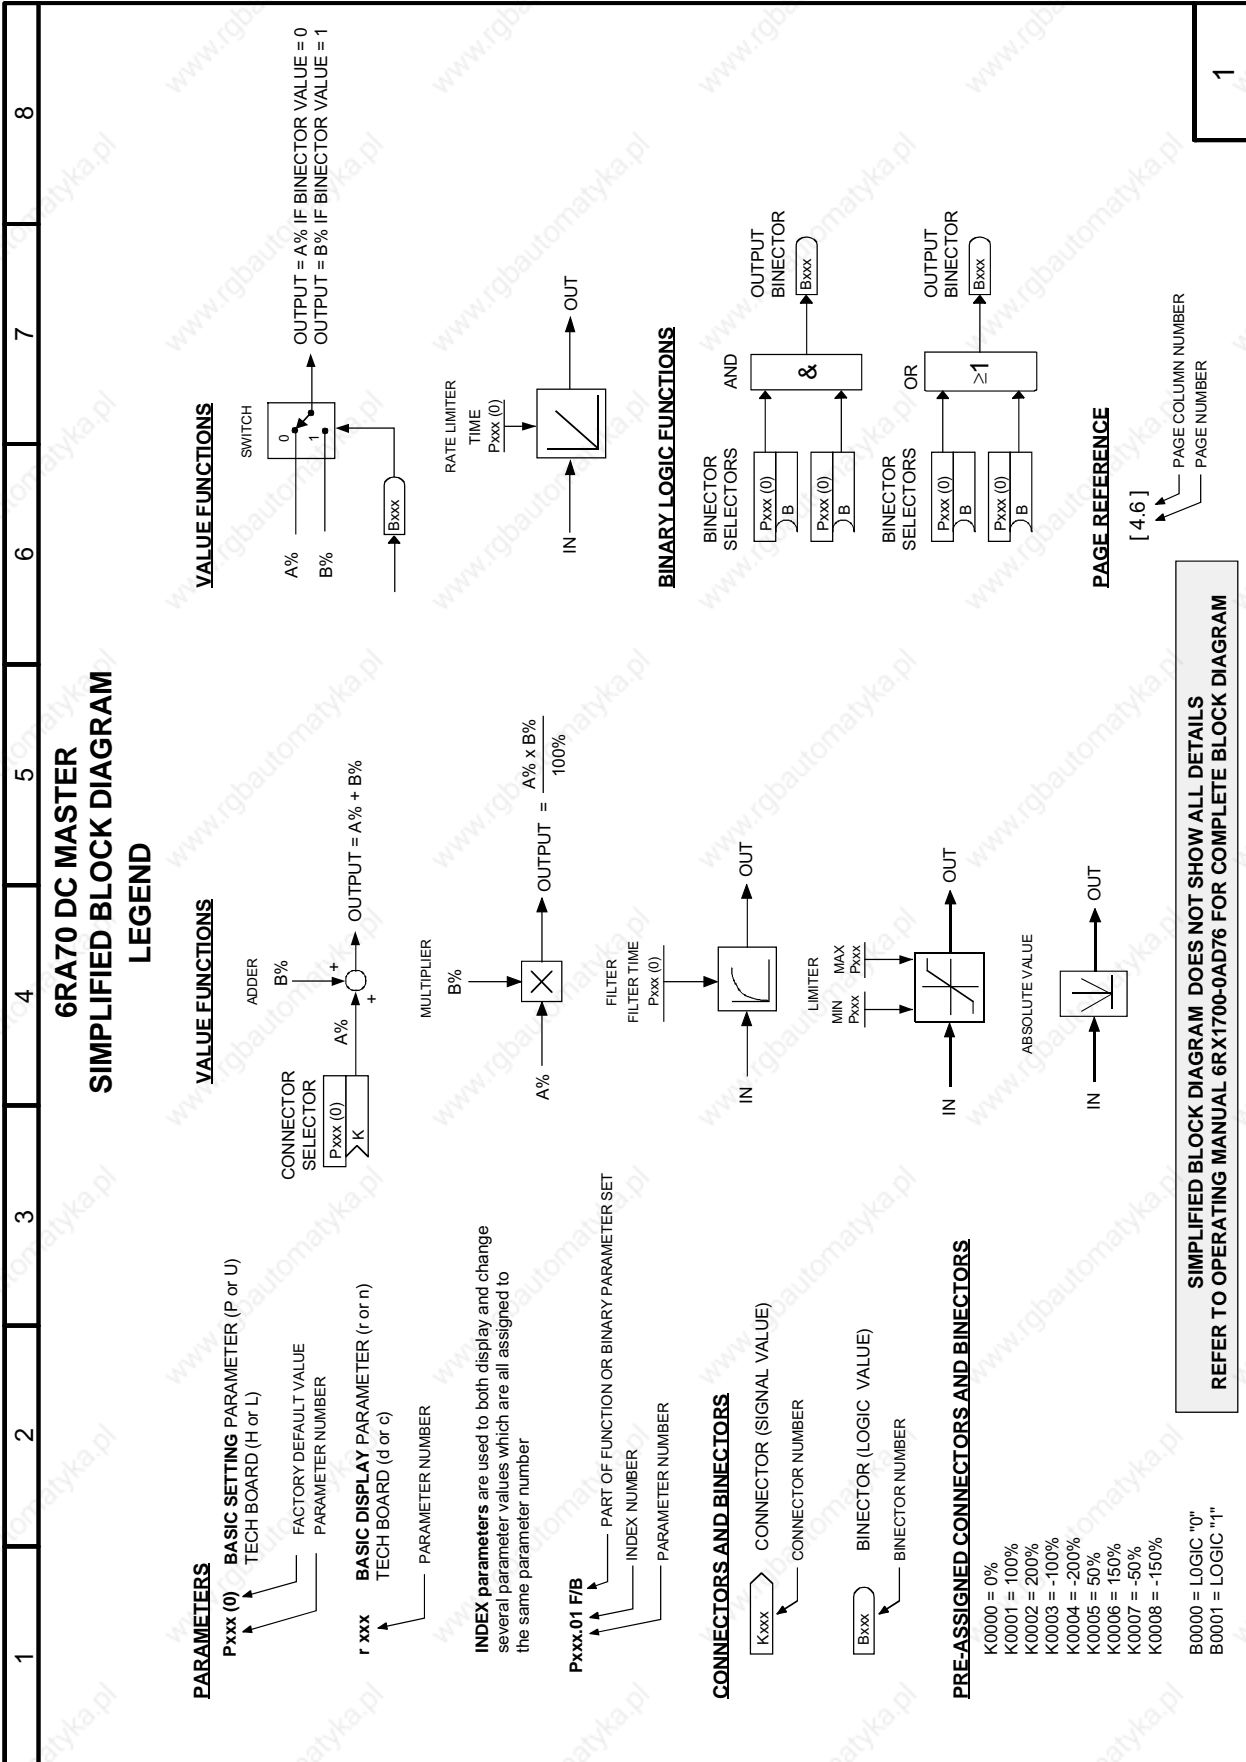 1 2 3 4 5 6 7 8
6RA70 DC MASTER
SIMPLIFIED BLOCK DIAGRAM
LEGEND
PARAMETERS
Pxxx (0) BASIC SETTING PARAMETER (P or U)
TECH BOARD (H or L)
FACTORY DEFAULT VALUE
PARAMETER NUMBER
r xxx BASIC DISPLAY PARAMETER (r or n)
TECH BOARD (d or c)
PARAMETER NUMBER
INDEX parameters are used to both display and change
several parameter values which are all assigned to
the same parameter number
Pxxx.01 F/B
PART OF FUNCTION OR BINARY PARAMETER SET
INDEX NUMBER
PARAMETER NUMBER
CONNECTORS AND BINECTORS
Kxxx CONNECTOR (SIGNAL VALUE)
CONNECTOR NUMBER
Bxxx BINECTOR (LOGIC VALUE)
BINECTOR NUMBER
PRE-ASSIGNED CONNECTORS AND BINECTORS
K0000 = 0%
K0001 = 100%
K0002 = 200%
K0003 = -100%
K0004 = -200%
K0005 = 50%
K0006 = 150%
K0007 = -50%
K0008 = -150%
B0000 = LOGIC "0"
B0001 = LOGIC "1"
VALUE FUNCTIONS
ADDER
B%
CONNECTOR
SELECTOR
Pxxx (0)
K
A%
+
+
OUTPUT = A% + B%
MULTIPLIER
B%
A%
OUTPUT = A% x B%
100%
FILTER
FILTER TIME
Pxxx (0)
IN
OUT
LIMITER
MIN MAX
Pxxx Pxxx
IN
OUT
ABSOLUTE VALUE
IN
OUT
VALUE FUNCTIONS
SWITCH
A%
0
B%
1
Bxxx
OUTPUT = A% IF BINECTOR VALUE = 0
OUTPUT = B% IF BINECTOR VALUE = 1
RATE LIMITER
TIME
Pxxx (0)
IN
OUT
BINARY LOGIC FUNCTIONS
BINECTOR
SELECTORS
AND
OUTPUT
BINECTOR
Pxxx (0)
B
Pxxx (0)
B
&
Bxxx
BINECTOR
SELECTORS
OR
OUTPUT
BINECTOR
Pxxx (0)
B
Pxxx (0)
B
≥1
Bxxx
PAGE REFERENCE
[ 4.6 ]
PAGE COLUMN NUMBER
PAGE NUMBER
SIMPLIFIED BLOCK DIAGRAM DOES NOT SHOW ALL DETAILS
REFER TO OPERATING MANUAL 6RX1700-0AD76 FOR COMPLETE BLOCK DIAGRAM
1
www.rgbautomatyka.pl